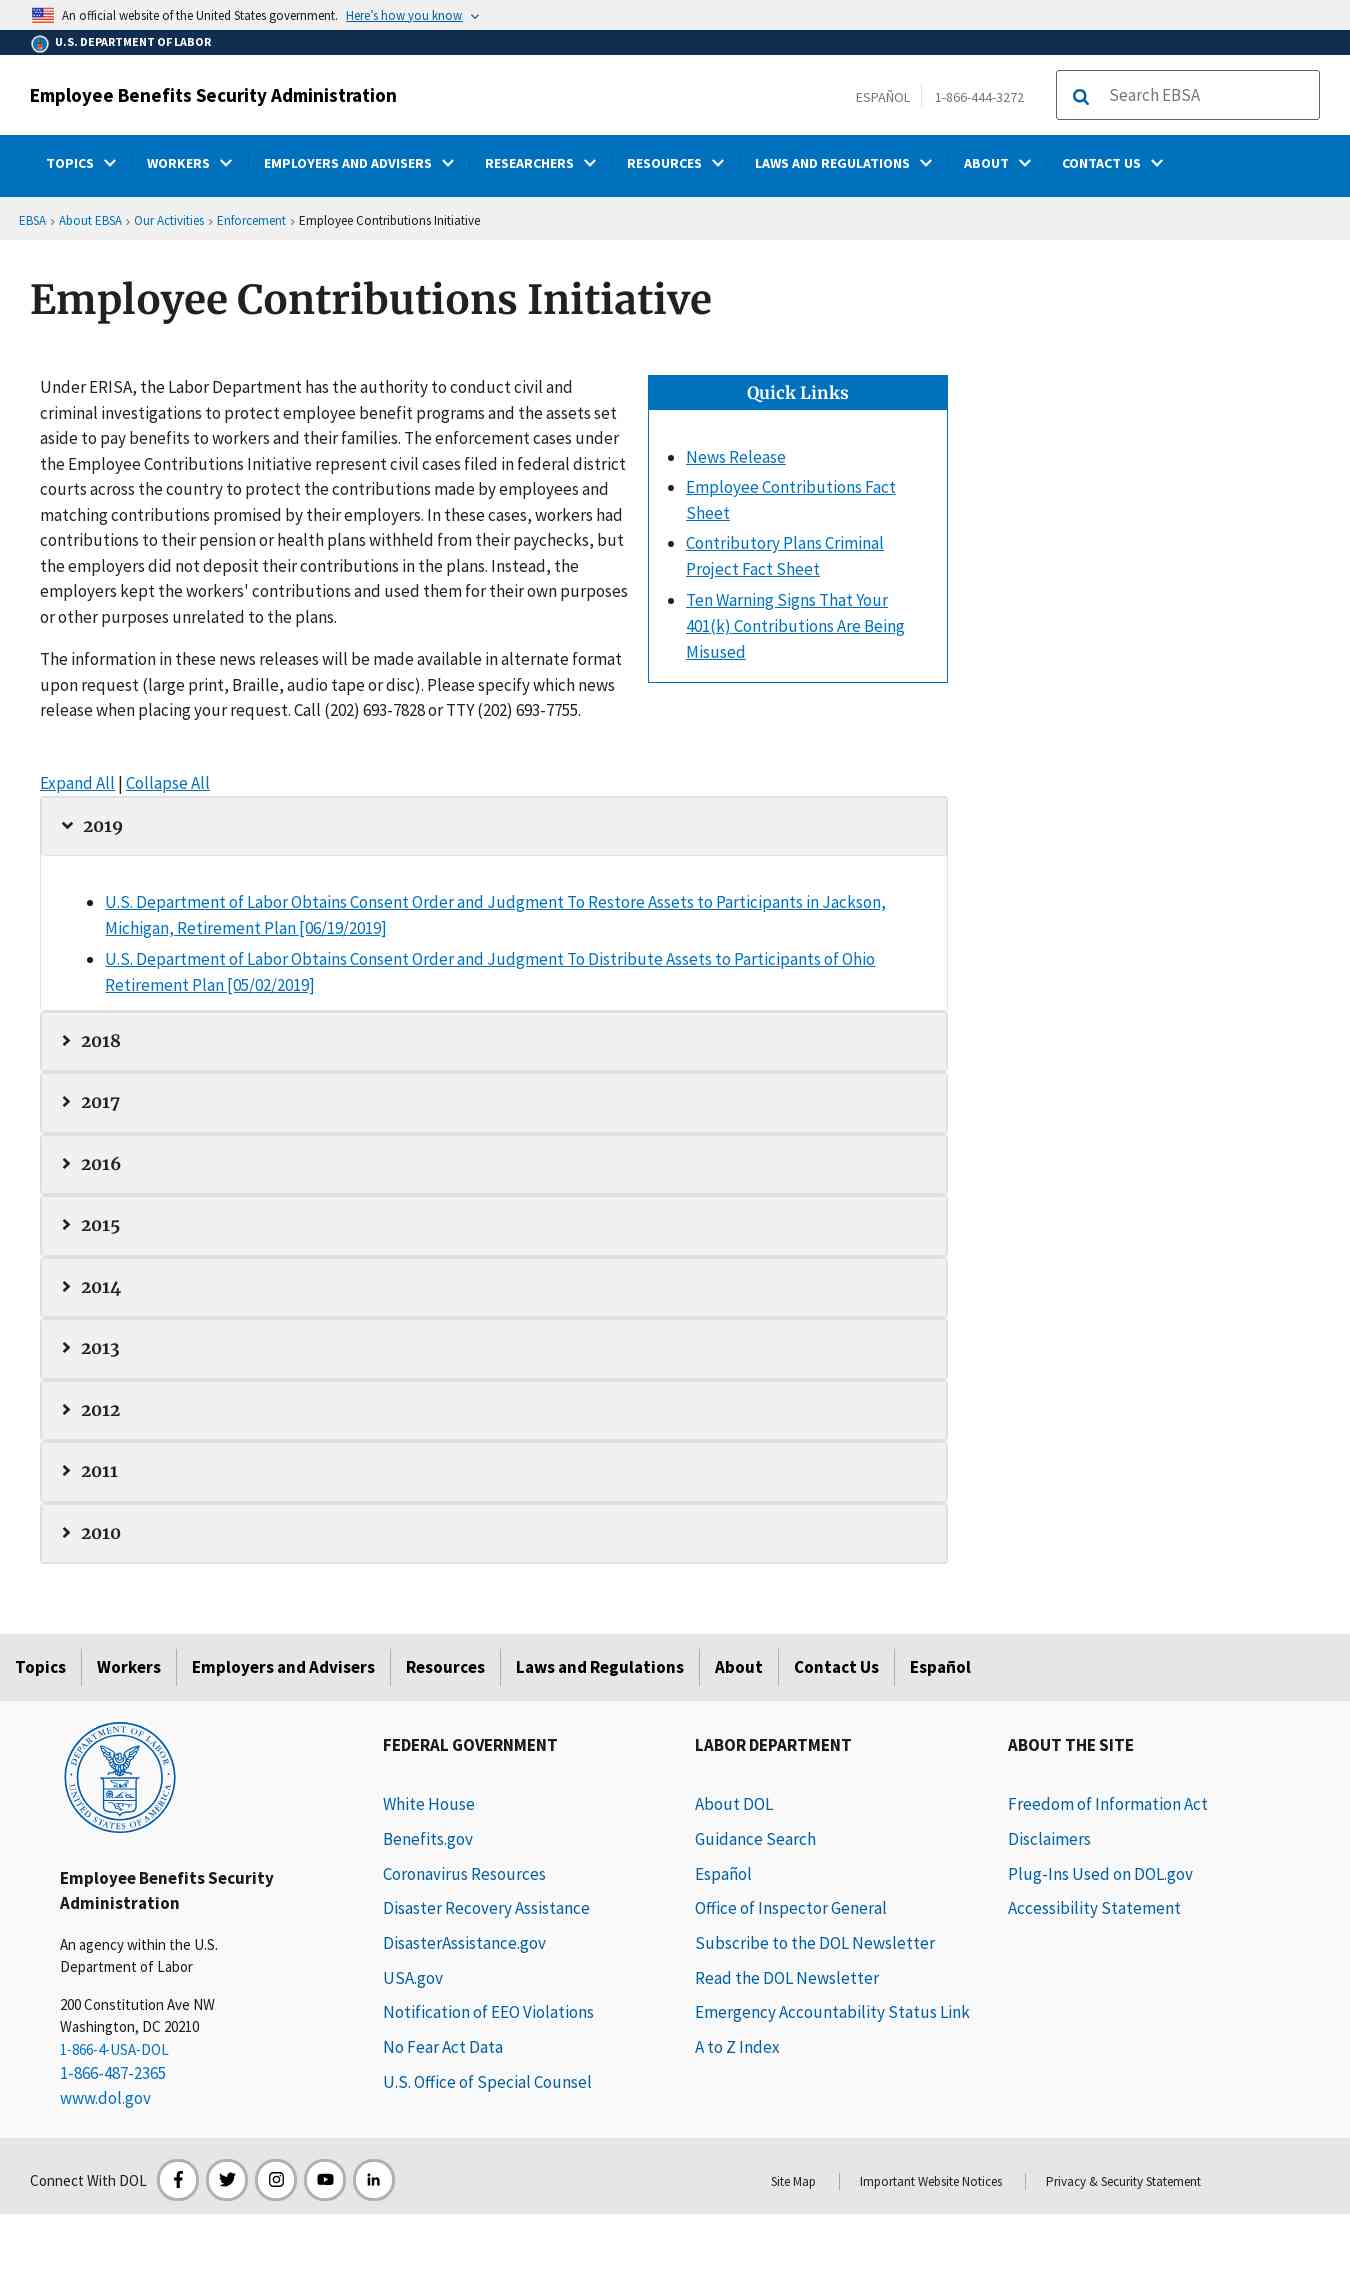 An official website of the United States government. Here's how you know
U.S. DEPARTMENT OF LABOR
Employee Benefits Security Administration
ESPAÑOL
1-866-444-3272
Search EBSA
TOPICS WORKERS EMPLOYERS AND ADVISERS RESEARCHERS RESOURCES LAWS AND REGULATIONS ABOUT CONTACT US
EBSA › About EBSA › Our Activities › Enforcement › Employee Contributions Initiative
Employee Contributions Initiative
Under ERISA, the Labor Department has the authority to conduct civil and
criminal investigations to protect employee benefit programs and the assets set
aside to pay benefits to workers and their families. The enforcement cases under
the Employee Contributions Initiative represent civil cases filed in federal district
courts across the country to protect the contributions made by employees and
matching contributions promised by their employers. In these cases, workers had
contributions to their pension or health plans withheld from their paychecks, but
the employers did not deposit their contributions in the plans. Instead, the
employers kept the workers' contributions and used them for their own purposes
or other purposes unrelated to the plans.
The information in these news releases will be made available in alternate format
upon request (large print, Braille, audio tape or disc). Please specify which news
release when placing your request. Call (202) 693-7828 or TTY (202) 693-7755.
Quick Links
News Release
Employee Contributions Fact
Sheet
Contributory Plans Criminal
Project Fact Sheet
Ten Warning Signs That Your
401(k) Contributions Are Being
Misused
Expand All | Collapse All
2019
U.S. Department of Labor Obtains Consent Order and Judgment To Restore Assets to Participants in Jackson,
Michigan, Retirement Plan [06/19/2019]
U.S. Department of Labor Obtains Consent Order and Judgment To Distribute Assets to Participants of Ohio
Retirement Plan [05/02/2019]
2018
2017
2016
2015
2014
2013
2012
2011
2010
Topics Workers Employers and Advisers Resources Laws and Regulations About Contact Us Español
DEPARTMENT OF LABOR
UNITED STATES OF AMERICA
Employee Benefits Security
Administration
An agency within the U.S.
Department of Labor
200 Constitution Ave NW
Washington, DC 20210
1-866-4-USA-DOL
1-866-487-2365
www.dol.gov
FEDERAL GOVERNMENT
White House
Benefits.gov
Coronavirus Resources
Disaster Recovery Assistance
DisasterAssistance.gov
USA.gov
Notification of EEO Violations
No Fear Act Data
U.S. Office of Special Counsel
LABOR DEPARTMENT
About DOL
Guidance Search
Español
Office of Inspector General
Subscribe to the DOL Newsletter
Read the DOL Newsletter
Emergency Accountability Status Link
A to Z Index
ABOUT THE SITE
Freedom of Information Act
Disclaimers
Plug-Ins Used on DOL.gov
Accessibility Statement
Connect With DOL
Site Map
Important Website Notices
Privacy & Security Statement